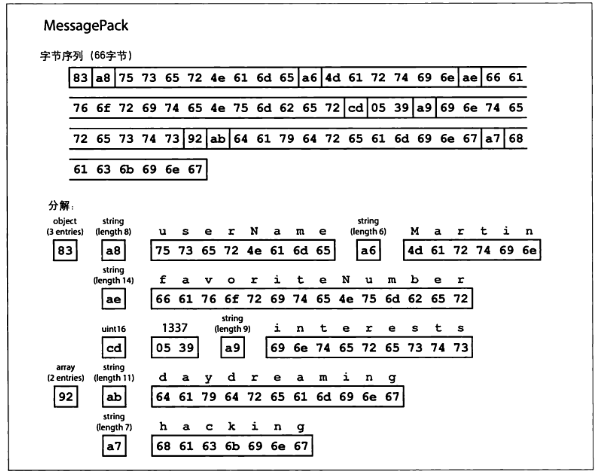 MessagePack
字节序列（66字节）
83 a8 75 73 65 72 4e 61 6d 65 a6 4d 61 72 74 69 6e ae 66 61
76 6f 72 69 74 65 4e 75 6d 62 65 72 cd 05 39 a9 69 6e 74 65
72 65 73 74 73 92 ab 64 61 79 64 72 65 61 6d 69 6e 67 a7 68
61 63 6b 69 6e 67
分解：
object string string
(3 entries) (length 8) u s e r N a m e (length 6) M a r t i n
83 a8 75 73 65 72 4e 61 6d 65 a6 4d 61 72 74 69 6e
string
(length 14) f a v o r i t e N u m b e r
ae 66 61 76 6f 72 69 74 65 4e 75 6d 62 65 72
string
uint16 1337 (length 9) i n t e r e s t s
cd 05 39 a9 69 6e 74 65 72 65 73 74 73
array string
(2 entries) (length 11) d a y d r e a m i n g
92 ab 64 61 79 64 72 65 61 6d 69 6e 67
string
(length 7) h a c k i n g
a7 68 61 63 6b 69 6e 67